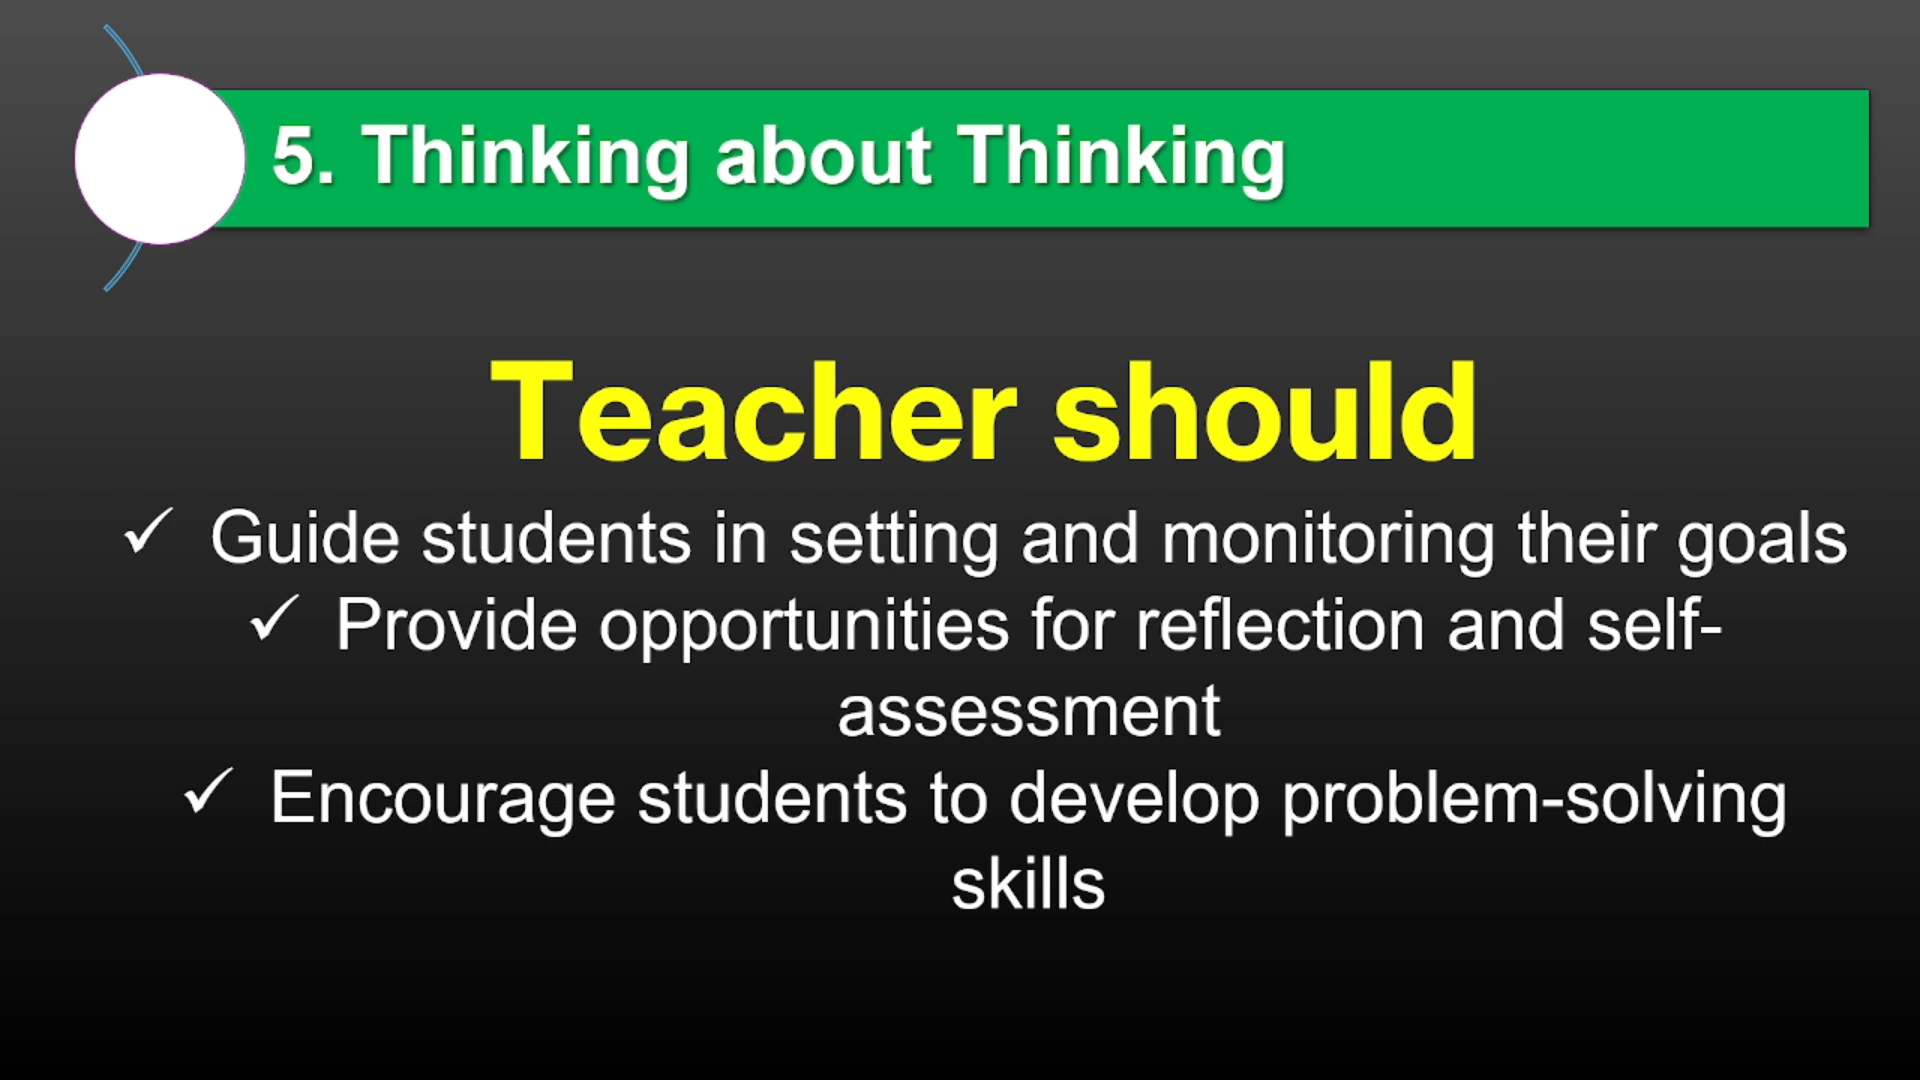 5. Thinking about Thinking
Teacher should
✓ Guide students in setting and monitoring their goals
✓ Provide opportunities for reflection and self-
assessment
✓ Encourage students to develop problem-solving
skills